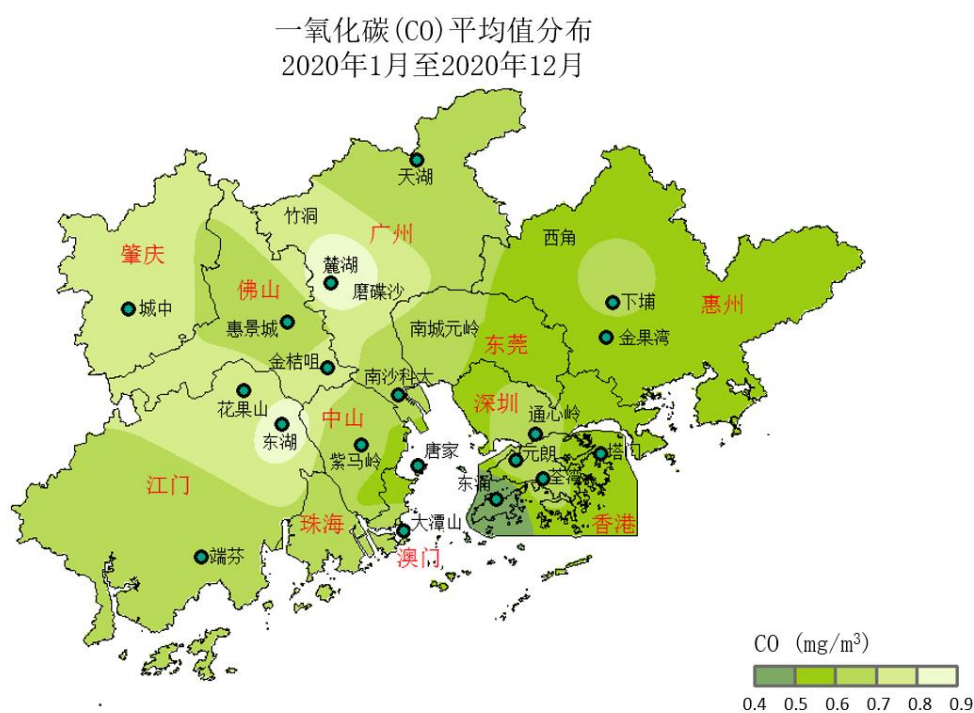 一氧化碳(CO)平均值分布
2020年1月至2020年12月
天湖
竹洞
广州
西角
肇庆
麓湖
佛山
磨碟沙
城中
下埔
惠州
惠景城
南城元岭
金果湾
东莞
金桔咀
南沙科大
花果山
深圳
中山
通心岭
东湖
紫马岭
唐家
元朗
塔门
江门
东涌
荃湾
珠海
大潭山
香港
端芬
澳门
CO (mg/m³)
0.4 0.5 0.6 0.7 0.8 0.9